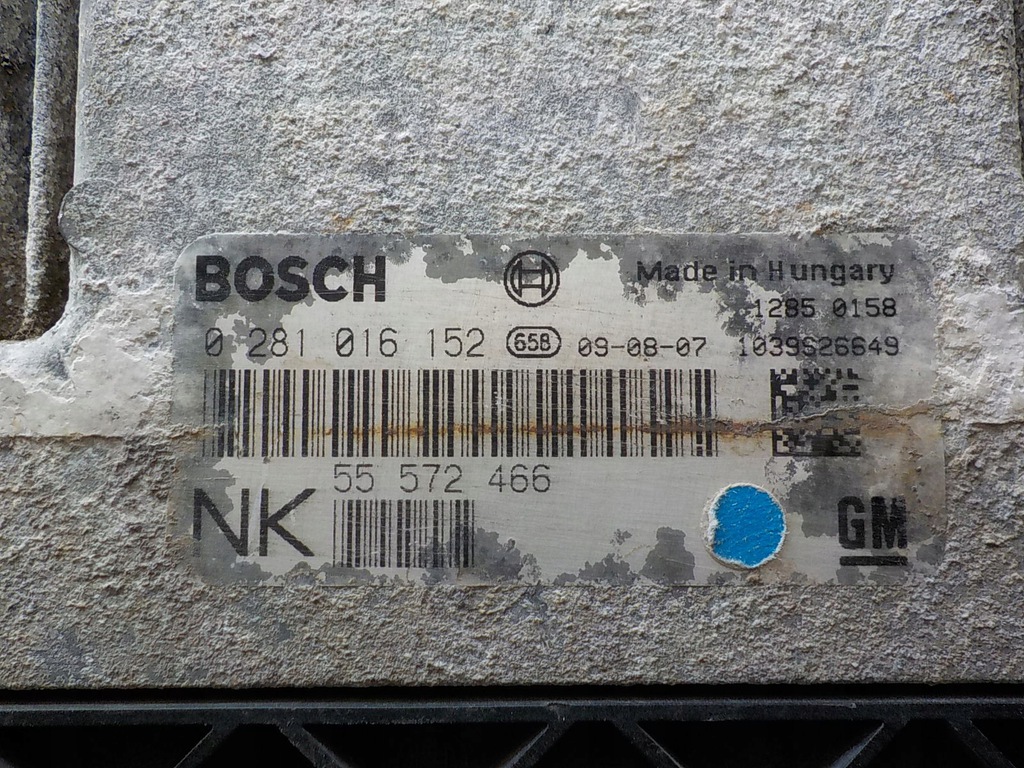 BOSCH Made in Hungary
1285 0158
0 281 016 152 658 09-08-07 1039S26649
55 572 466
NK GM